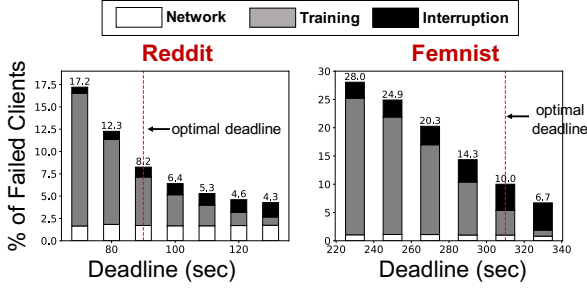 Network Training Interruption
Reddit
Femnist
% of Failed Clients
17.5
15.0
12.5
10.0
7.5
5.0
2.5
0.0
17.2
12.3
8.2
6.4
5.3
4.6
4.3
optimal deadline
80 100 120
Deadline (sec)
30
25
20
15
10
5
0
28.0
24.9
20.3
14.3
10.0
6.7
optimal
deadline
220 240 260 280 300 320 340
Deadline (sec)